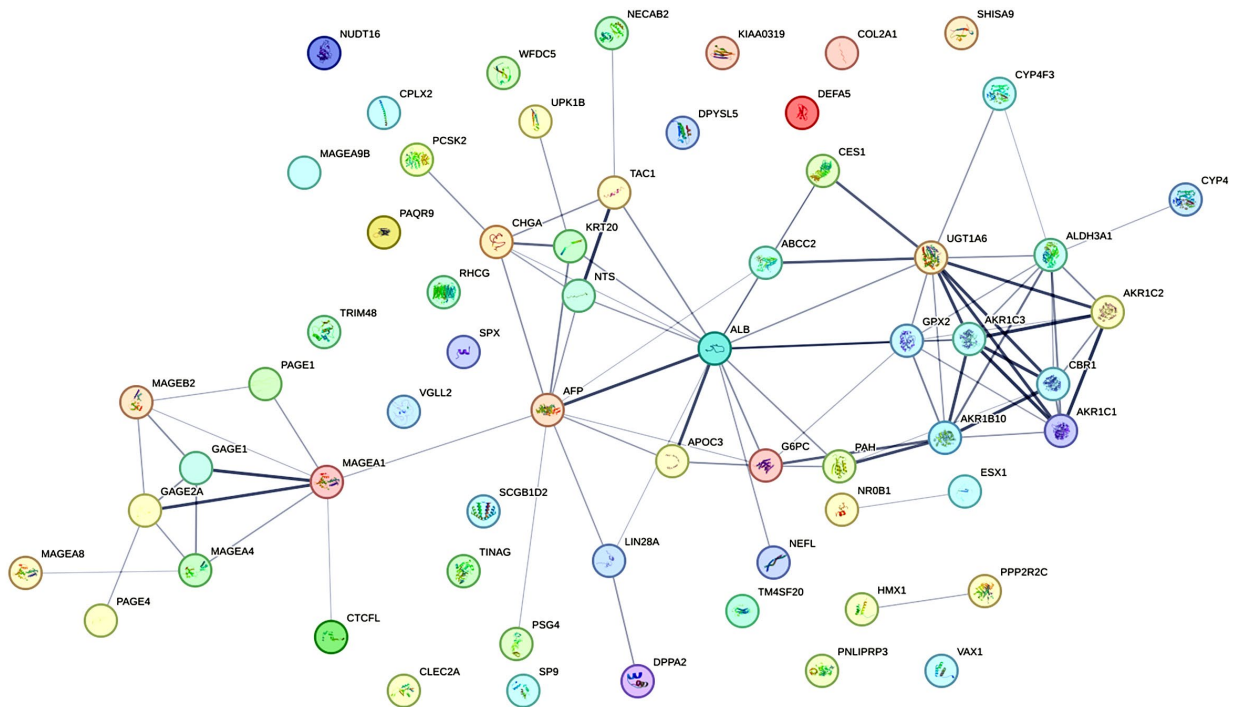 NECAB2
SHISA9
NUDT16
KIAA0319
COL2A1
WFDC5
CYP4F3
CPLX2
UPK1B
DEFA5
DPYSL5
PCSK2
CES1
MAGEA9B
TAC1
CYP4
PAQR9
CHGA
KRT20
ABCC2
UGT1A6
ALDH3A1
RHCG
NTS
AKR1C2
TRIM48
SPX
ALB
GPX2
AKR1C3
PAGE1
MAGEB2
VGLL2
AFP
CBR1
AKR1B10
AKR1C1
GAGE1
MAGEA1
APOC3
G6PC
PAH
GAGE2A
SCGB1D2
NR0B1
ESX1
MAGEA8
MAGEA4
TINAG
LIN28A
NEFL
PPP2R2C
PAGE4
CTCFL
TM4SF20
HMX1
PSG4
CLEC2A
SP9
DPPA2
PNLIPRP3
VAX1